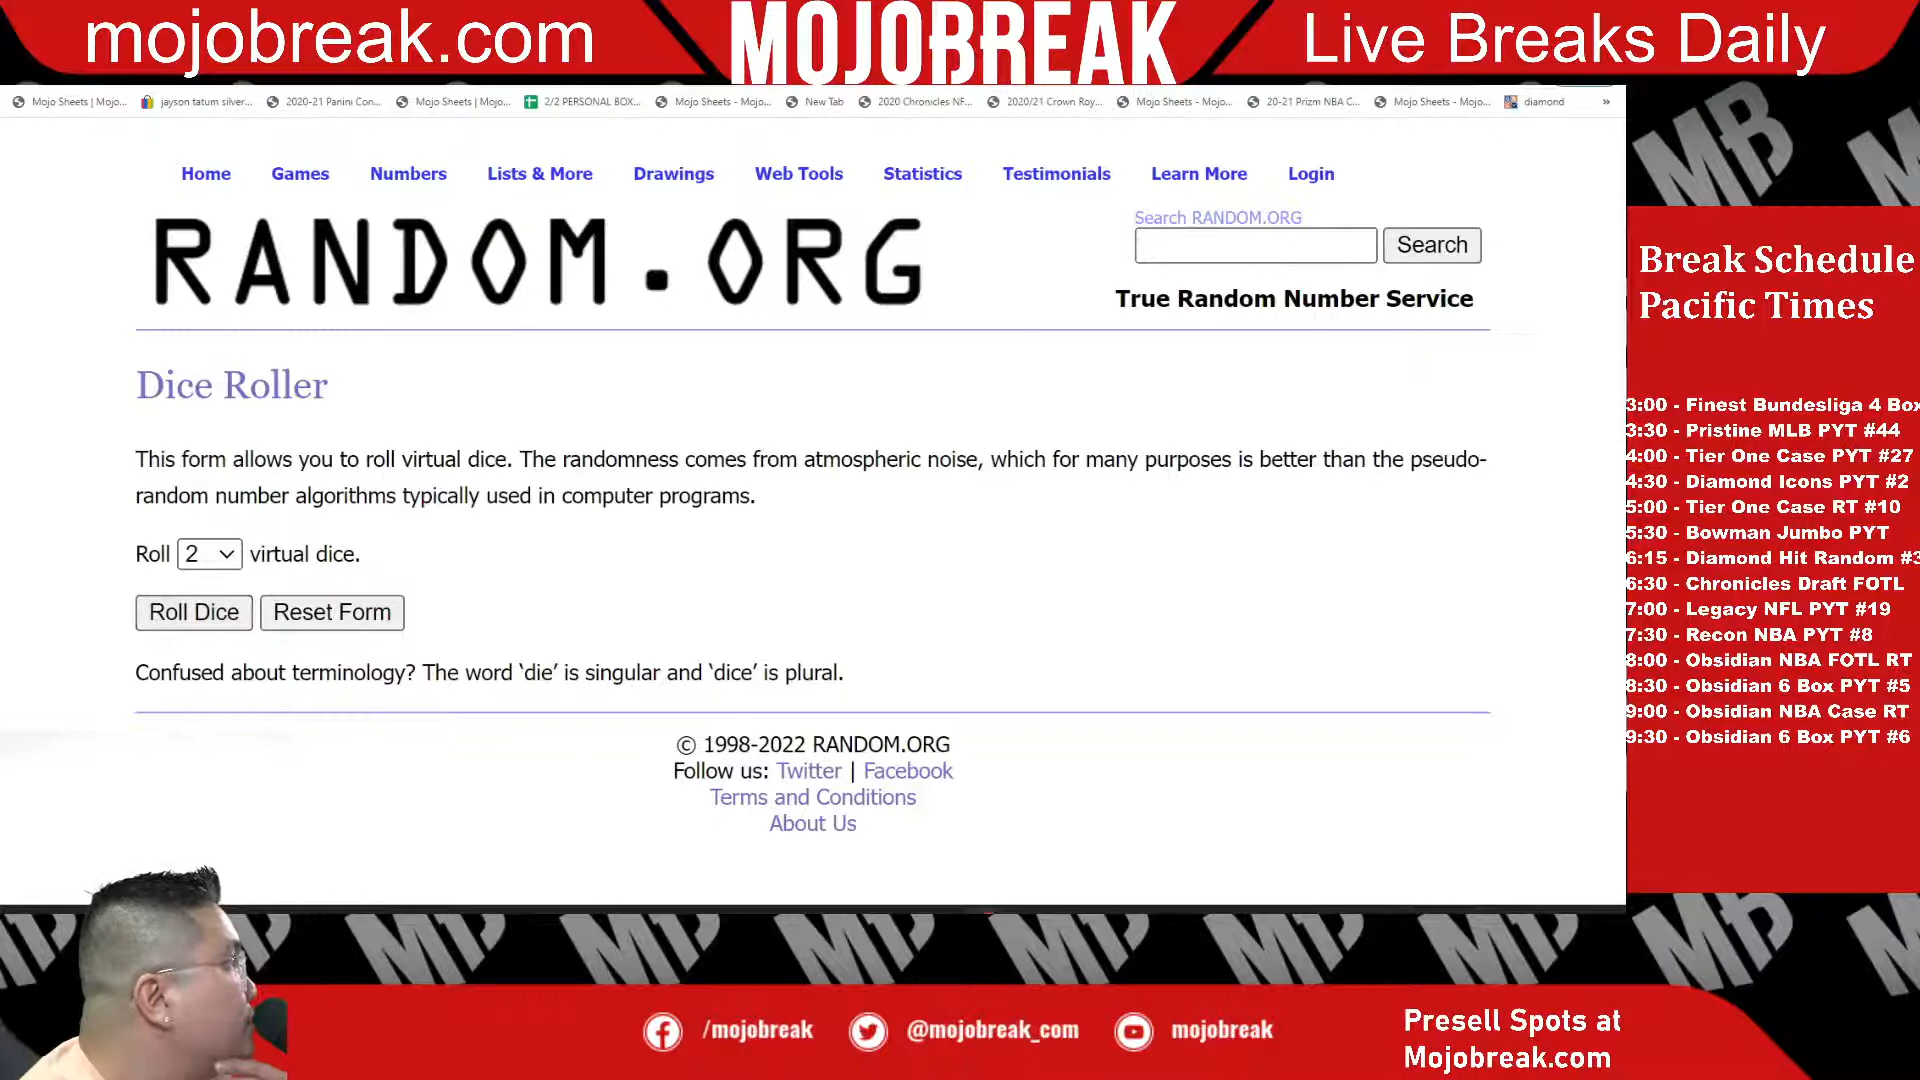 mojobreak.com
MOJOBREAK
Live Breaks Daily
Mojo Sheets | Mojo...
jayson tatum silver...
2020-21 Panini Con...
Mojo Sheets | Mojo...
2/2 PERSONAL BOX...
Mojo Sheets - Mojo...
New Tab
2020 Chronicles NF...
2020/21 Crown Roy...
Mojo Sheets - Mojo...
20-21 Prizm NBA C...
Mojo Sheets - Mojo...
diamond
»
Home
Games
Numbers
Lists & More
Drawings
Web Tools
Statistics
Testimonials
Learn More
Login
RANDOM.ORG
Search RANDOM.ORG
Search
True Random Number Service
Dice Roller
This form allows you to roll virtual dice. The randomness comes from atmospheric noise, which for many purposes is better than the pseudo-
random number algorithms typically used in computer programs.
Roll 2 virtual dice.
Roll Dice
Reset Form
Confused about terminology? The word ‘die’ is singular and ‘dice’ is plural.
© 1998-2022 RANDOM.ORG
Follow us: Twitter | Facebook
Terms and Conditions
About Us
Break Schedule
Pacific Times
3:00 - Finest Bundesliga 4 Box
3:30 - Pristine MLB PYT #44
4:00 - Tier One Case PYT #27
4:30 - Diamond Icons PYT #2
5:00 - Tier One Case RT #10
5:30 - Bowman Jumbo PYT
6:15 - Diamond Hit Random #3
6:30 - Chronicles Draft FOTL
7:00 - Legacy NFL PYT #19
7:30 - Recon NBA PYT #8
8:00 - Obsidian NBA FOTL RT
8:30 - Obsidian 6 Box PYT #5
9:00 - Obsidian NBA Case RT
9:30 - Obsidian 6 Box PYT #6
/mojobreak
@mojobreak_com
mojobreak
Presell Spots at
Mojobreak.com